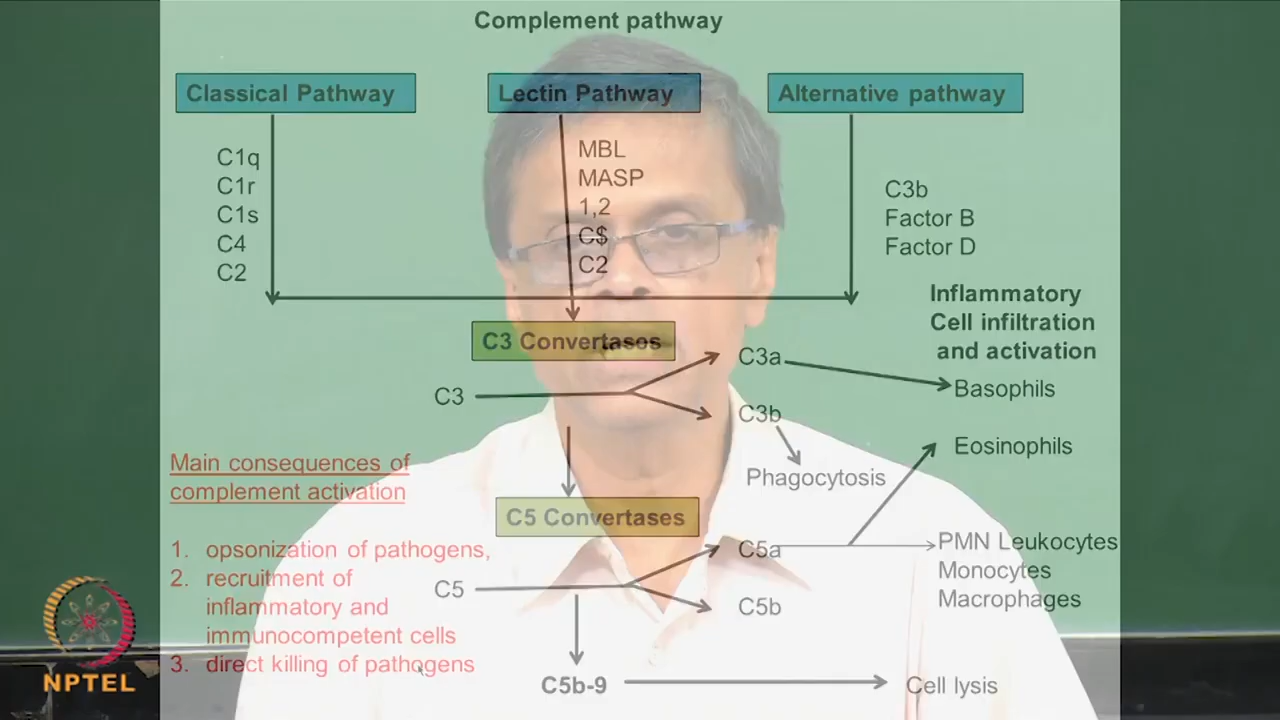 Complement pathway
Classical Pathway
Lectin Pathway
Alternative pathway
C1q
C1r
C1s
C4
C2
MBL
MASP
1,2
C$
C2
C3b
Factor B
Factor D
Inflammatory
Cell infiltration
and activation
C3 Convertases
C3
C3a
C3b
Basophils
Eosinophils
Phagocytosis
Main consequences of
complement activation
1. opsonization of pathogens,
2. recruitment of
inflammatory and
immunocompetent cells
3. direct killing of pathogens
C5 Convertases
C5
C5a
C5b
PMN Leukocytes
Monocytes
Macrophages
C5b-9
Cell lysis
NPTEL